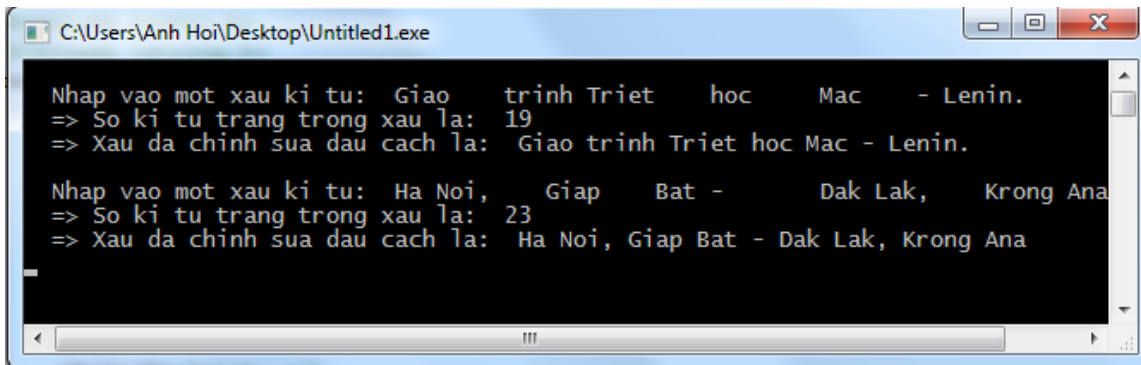 C:\Users\Anh Hoi\Desktop\Untitled1.exe
Nhap vao mot xau ki tu:  Giao    trinh Triet    hoc     Mac    - Lenin.
=> So ki tu trang trong xau la:  19
=> Xau da chinh sua dau cach la:  Giao trinh Triet hoc Mac - Lenin.
Nhap vao mot xau ki tu:  Ha Noi,    Giap    Bat -      Dak Lak,    Krong Ana
=> So ki tu trang trong xau la:  23
=> Xau da chinh sua dau cach la:  Ha Noi, Giap Bat - Dak Lak, Krong Ana